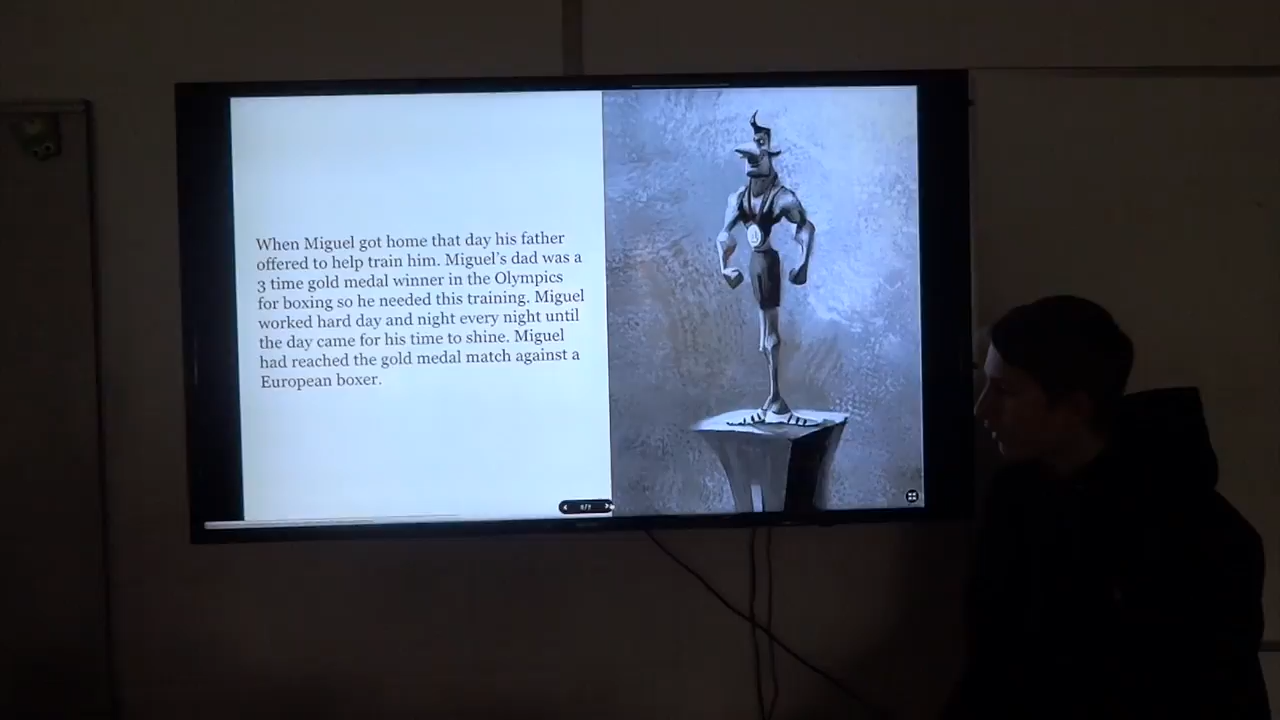 When Miguel got home that day his father
offered to help train him. Miguel's dad was a
3 time gold medal winner in the Olympics
for boxing so he needed this training. Miguel
worked hard day and night every night until
the day came for his time to shine. Miguel
had reached the gold medal match against a
European boxer.